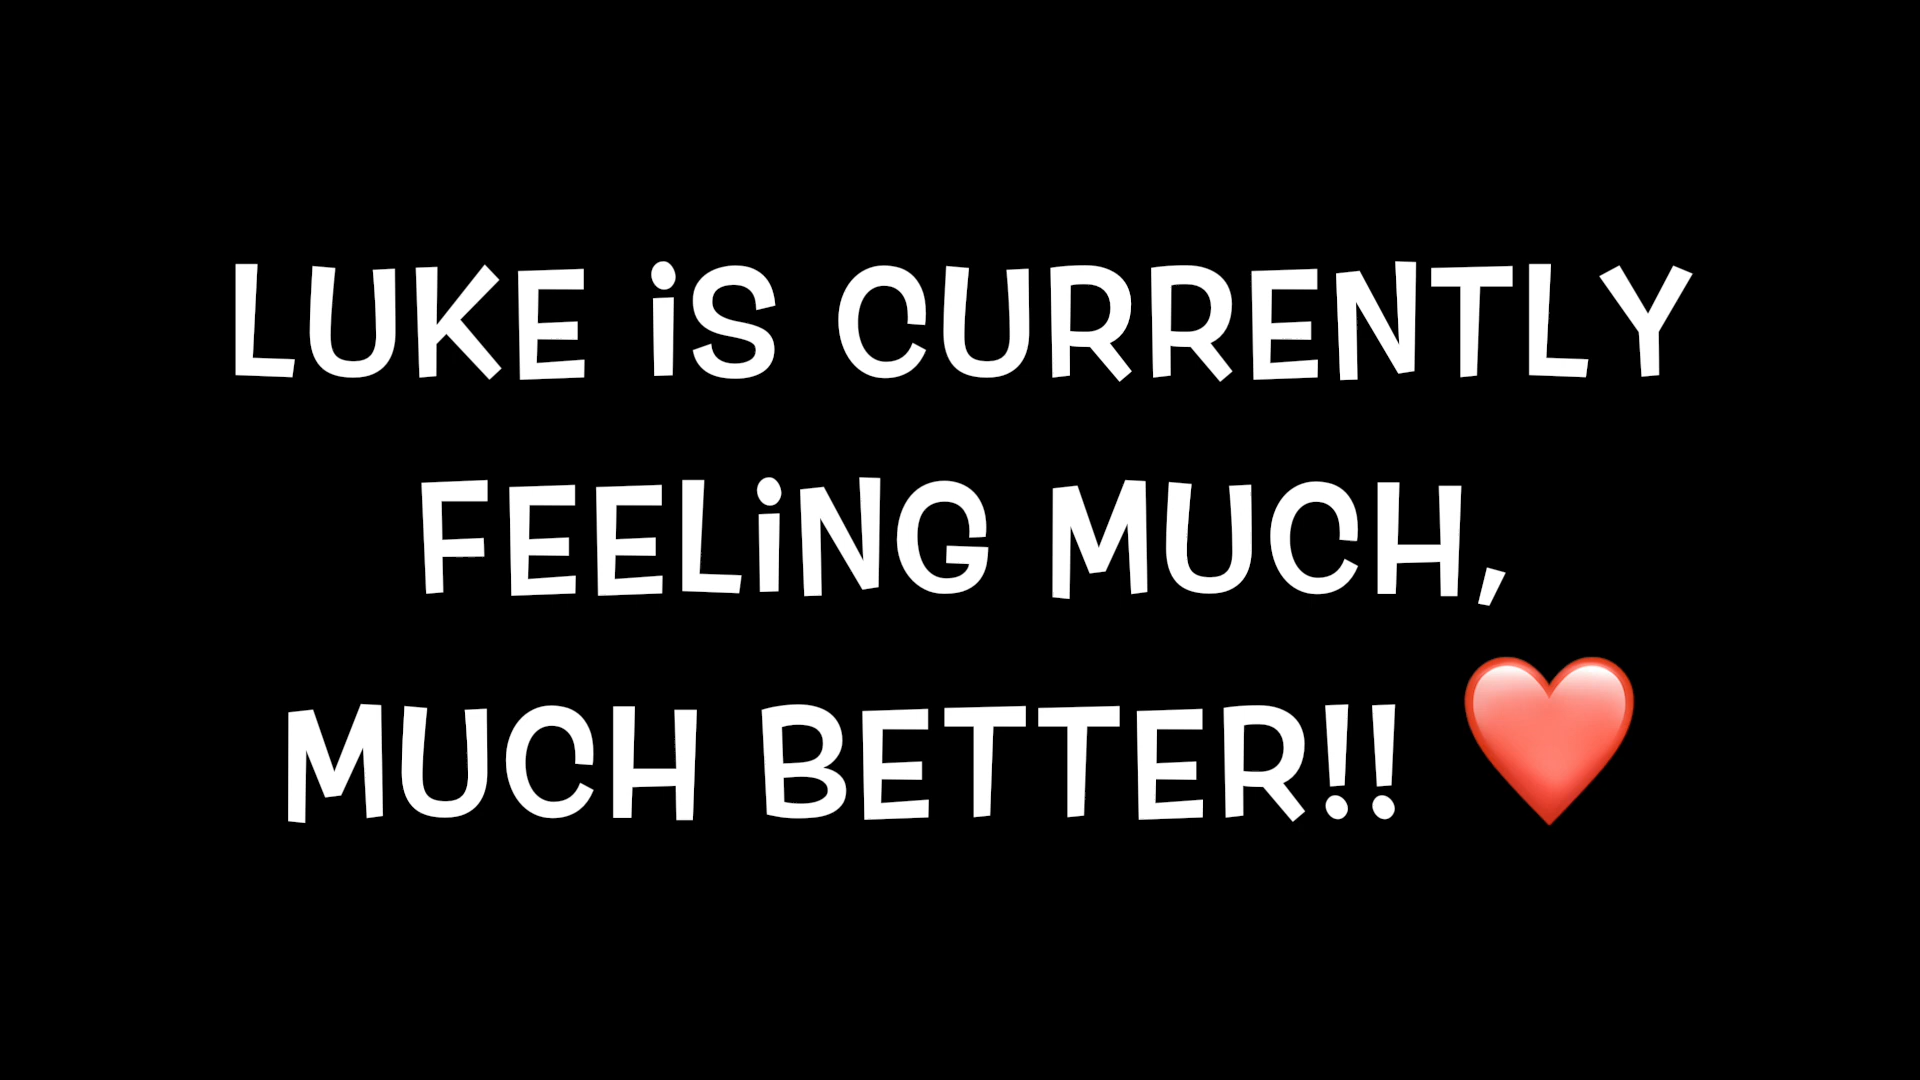 LUKE iS CURRENTLY
FEELiNG MUCH,
MUCH BETTER!! ❤️